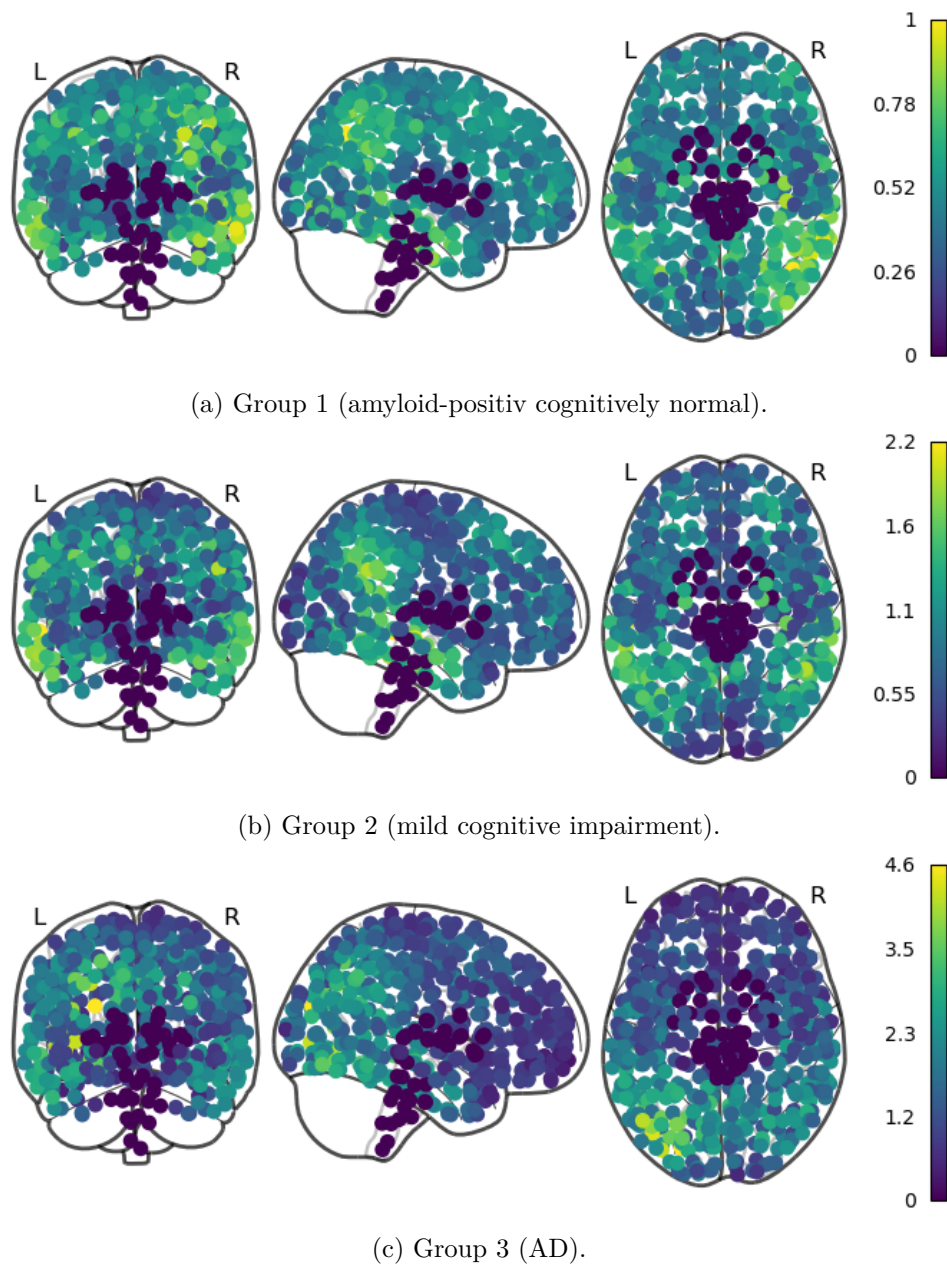 L R L R 1
0.78
0.52
0.26
0
(a) Group 1 (amyloid-positiv cognitively normal).
L R L R 2.2
1.6
1.1
0.55
0
(b) Group 2 (mild cognitive impairment).
L R L R 4.6
3.5
2.3
1.2
0
(c) Group 3 (AD).